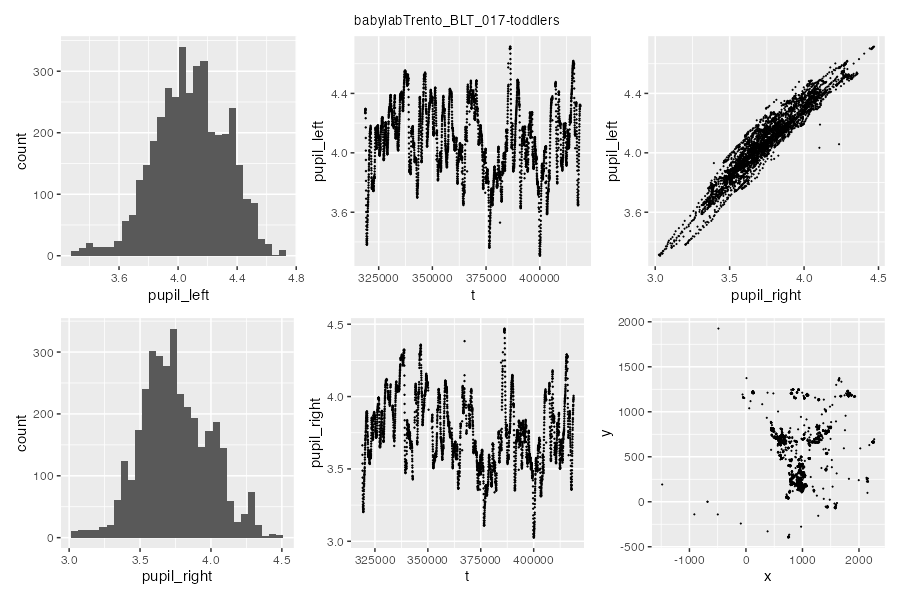 babylabTrento_BLT_017-toddlers
count
300
200
100
0
3.6 4.0 4.4 4.8
pupil_left
pupil_left
4.4
4.0
3.6
325000 350000 375000 400000
t
pupil_left
4.4
4.0
3.6
3.0 3.5 4.0 4.5
pupil_right
count
300
200
100
0
3.0 3.5 4.0 4.5
pupil_right
pupil_right
4.5
4.0
3.5
3.0
325000 350000 375000 400000
t
y
2000
1500
1000
500
0
-500
-1000 0 1000 2000
x